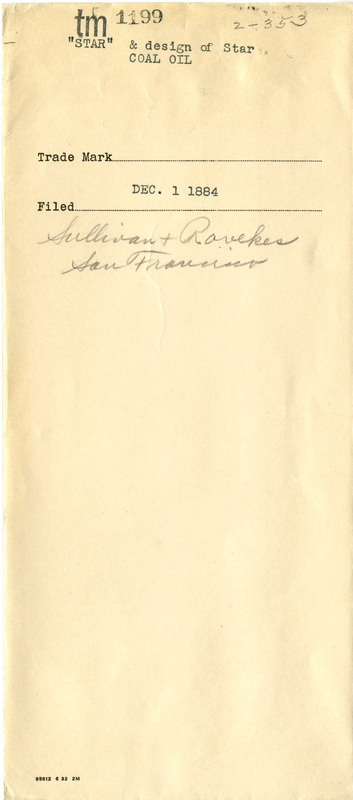 tm 1199 2-353
"STAR" & design of Star
COAL OIL
Trade Mark
DEC. 1 1884
Filed
Sullivan & Ravekes
San Francisco
95612 6 32 2M